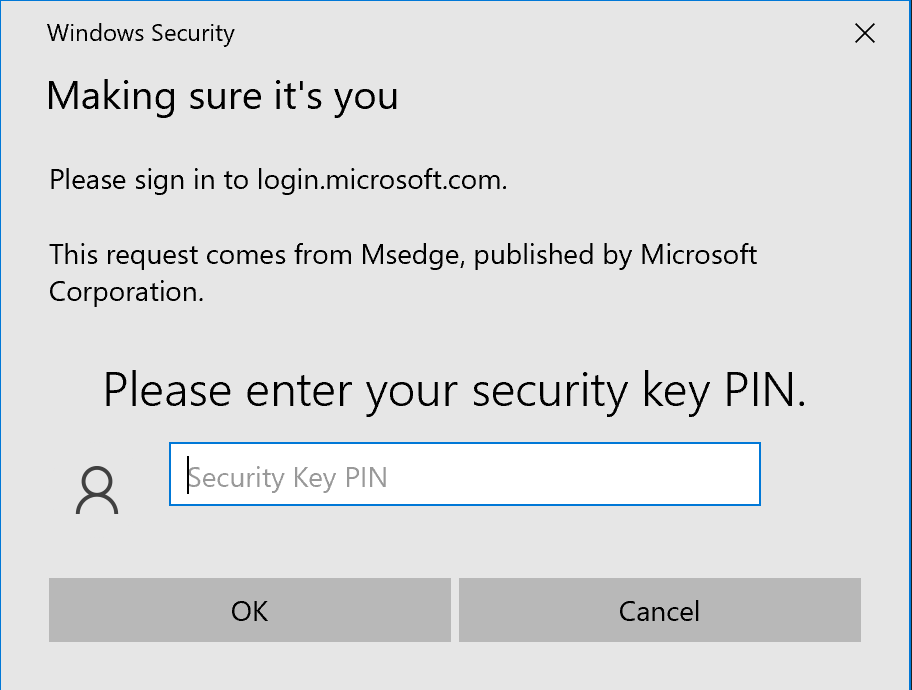 Windows Security
Making sure it's you
Please sign in to login.microsoft.com.
This request comes from Msedge, published by Microsoft
Corporation.
Please enter your security key PIN.
Security Key PIN
OK
Cancel